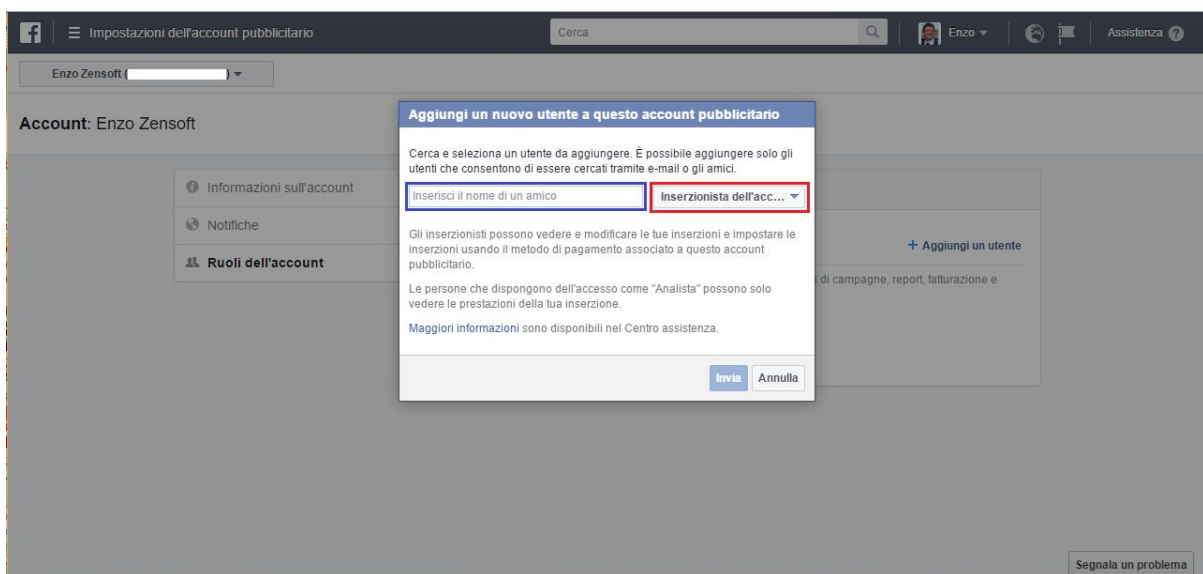 Impostazioni dell'account pubblicitario
Cerca
Enzo
Assistenza
Enzo Zensoft ( )
Account: Enzo Zensoft
Aggiungi un nuovo utente a questo account pubblicitario
Cerca e seleziona un utente da aggiungere. È possibile aggiungere solo gli
utenti che consentono di essere cercati tramite e-mail o gli amici.
Inserisci il nome di un amico
Inserzionista dell'acc...
Gli inserzionisti possono vedere e modificare le tue inserzioni e impostare le
inserzioni usando il metodo di pagamento associato a questo account
pubblicitario.
Le persone che dispongono dell'accesso come "Analista" possono solo
vedere le prestazioni della tua inserzione.
Maggiori informazioni sono disponibili nel Centro assistenza.
Invia
Annulla
Informazioni sull'account
Notifiche
Ruoli dell'account
+ Aggiungi un utente
di campagne, report, fatturazione e
Segnala un problema